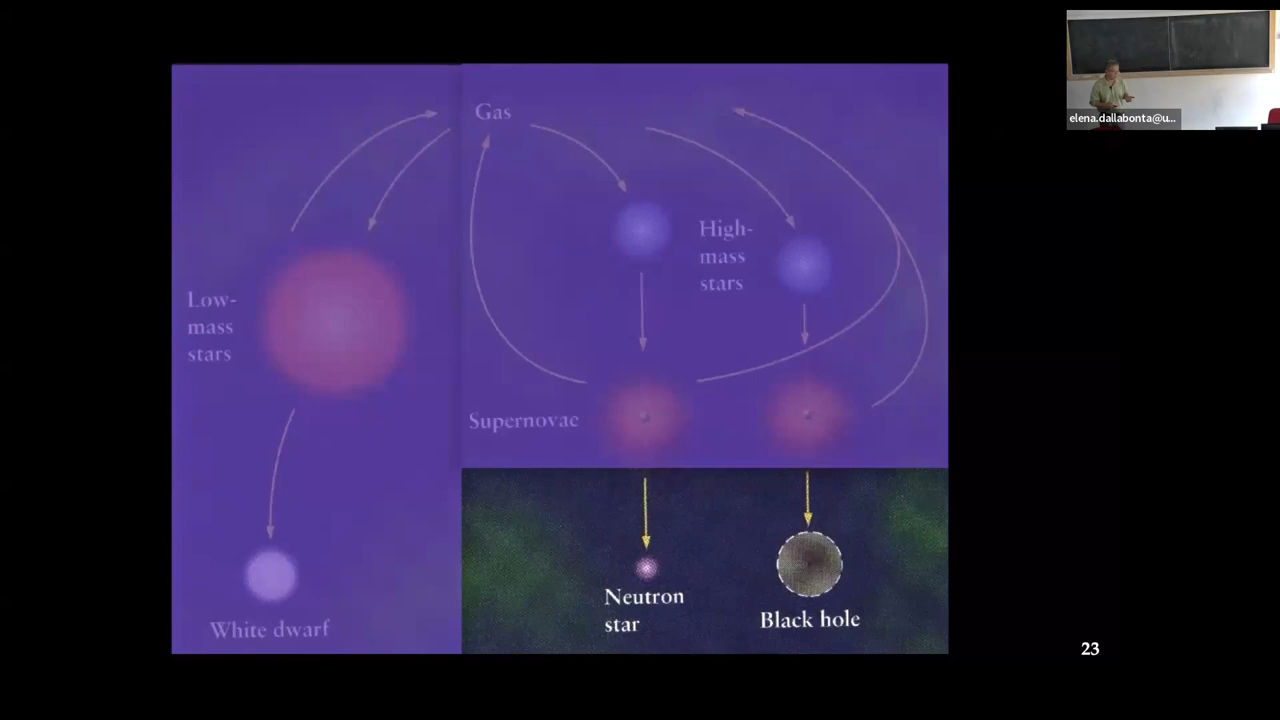 elena.dallabonta@u...
Gas
High-
mass
stars
Low-
mass
stars
Supernovae
Neutron
star
Black hole
White dwarf
23